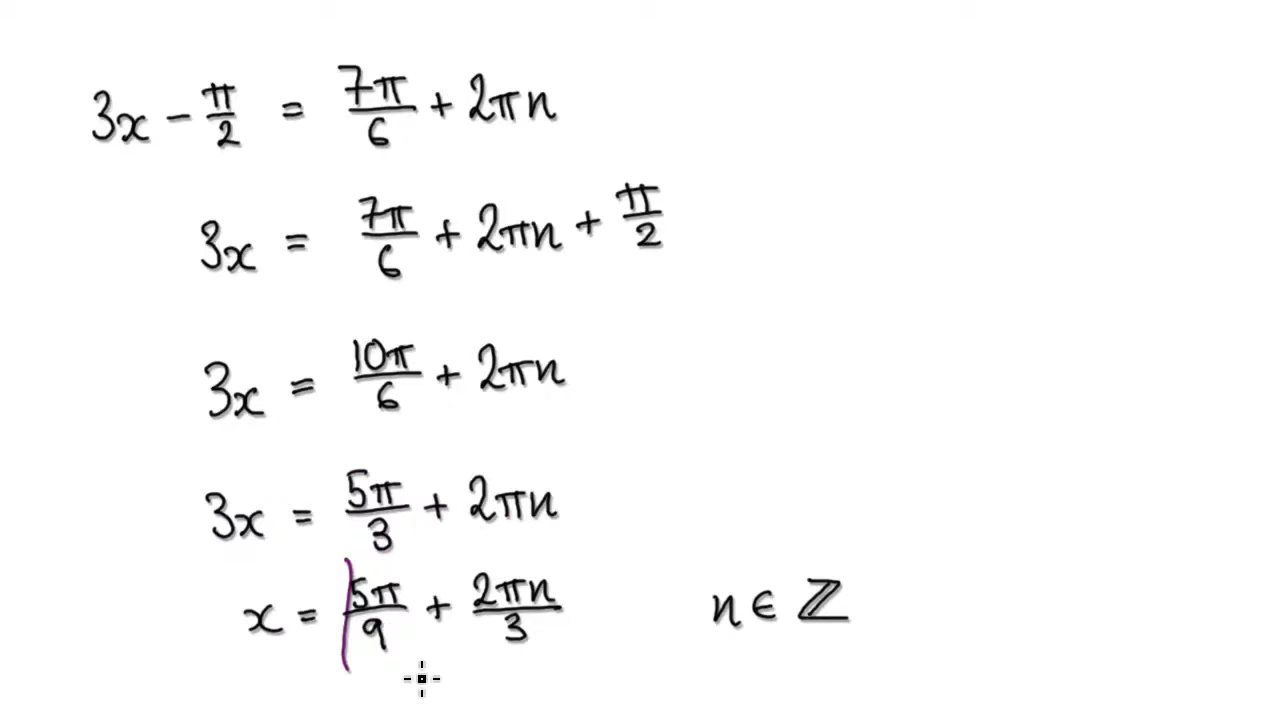 3x - π/2 = 7π/6 + 2πn
3x = 7π/6 + 2πn + π/2
3x = 10π/6 + 2πn
3x = 5π/3 + 2πn
x = 5π/9 + 2πn/3 n ∈ ℤ